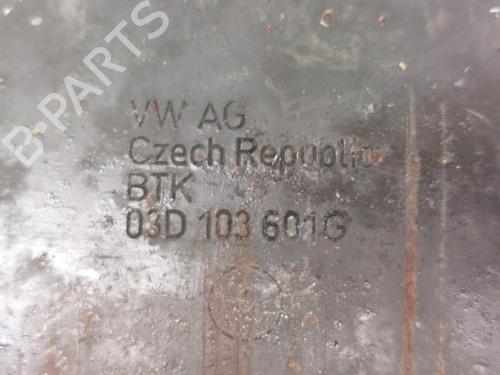 B-PARTS
VW AG
Czech Republic
BTK
03D 103 601G